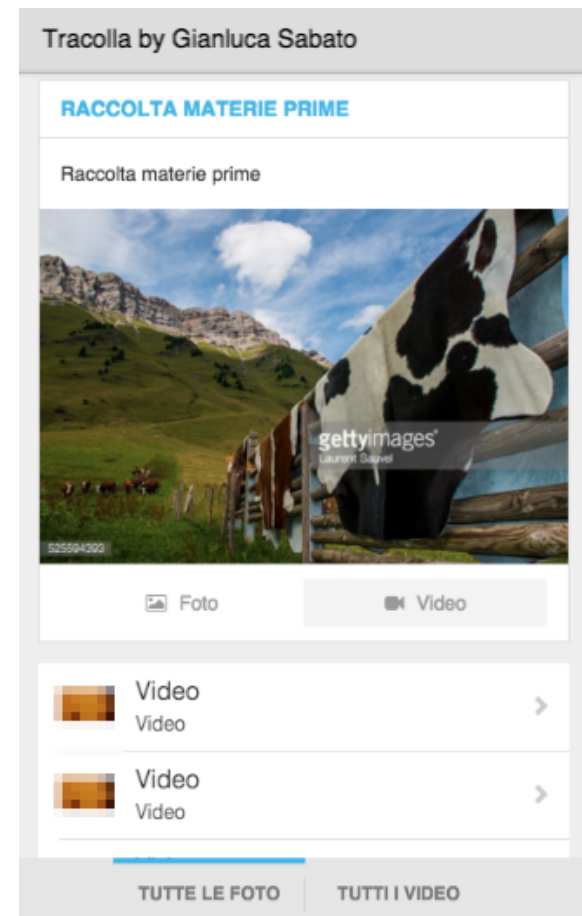 Tracolla by Gianluca Sabato
RACCOLTA MATERIE PRIME
Raccolta materie prime
gettyimages®
Laurent Sauvel
525594393
Foto
Video
Video
Video
Video
Video
TUTTE LE FOTO
TUTTI I VIDEO